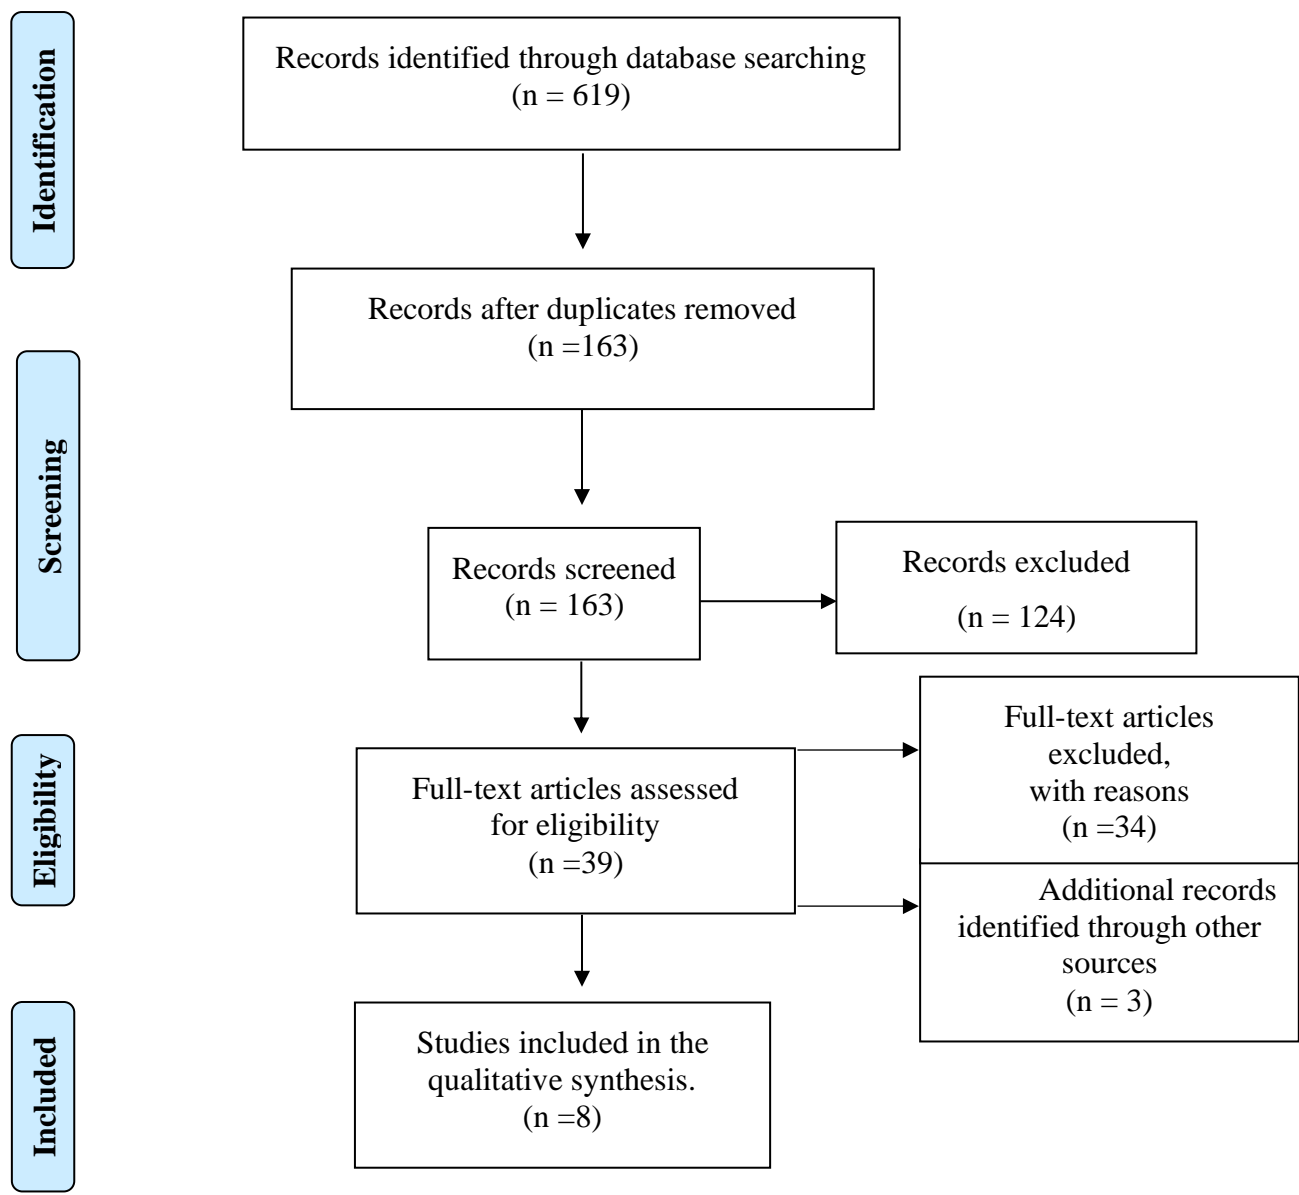 Identification
Records identified through database searching
(n = 619)
Records after duplicates removed
(n =163)
Screening
Records screened
(n = 163)
Records excluded
(n = 124)
Eligibility
Full-text articles assessed
for eligibility
(n =39)
Full-text articles
excluded,
with reasons
(n =34)
Additional records
identified through other
sources
(n = 3)
Included
Studies included in the
qualitative synthesis.
(n =8)